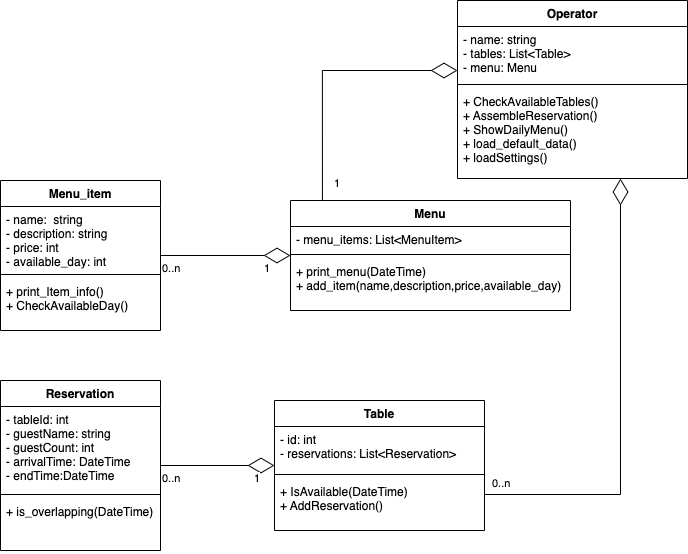 Operator
- name: string
- tables: List<Table>
- menu: Menu
+ CheckAvailableTables()
+ AssembleReservation()
+ ShowDailyMenu()
+ load_default_data()
+ loadSettings()
1
Menu_item
- name:  string
- description: string
- price: int
- available_day: int
+ print_Item_info()
+ CheckAvailableDay()
0..n
1
Menu
- menu_items: List<MenuItem>
+ print_menu(DateTime)
+ add_item(name,description,price,available_day)
Reservation
- tableId: int
- guestName: string
- guestCount: int
- arrivalTime: DateTime
- endTime:DateTime
+ is_overlapping(DateTime)
0..n
1
Table
- id: int
- reservations: List<Reservation>
+ IsAvailable(DateTime)
+ AddReservation()
0..n